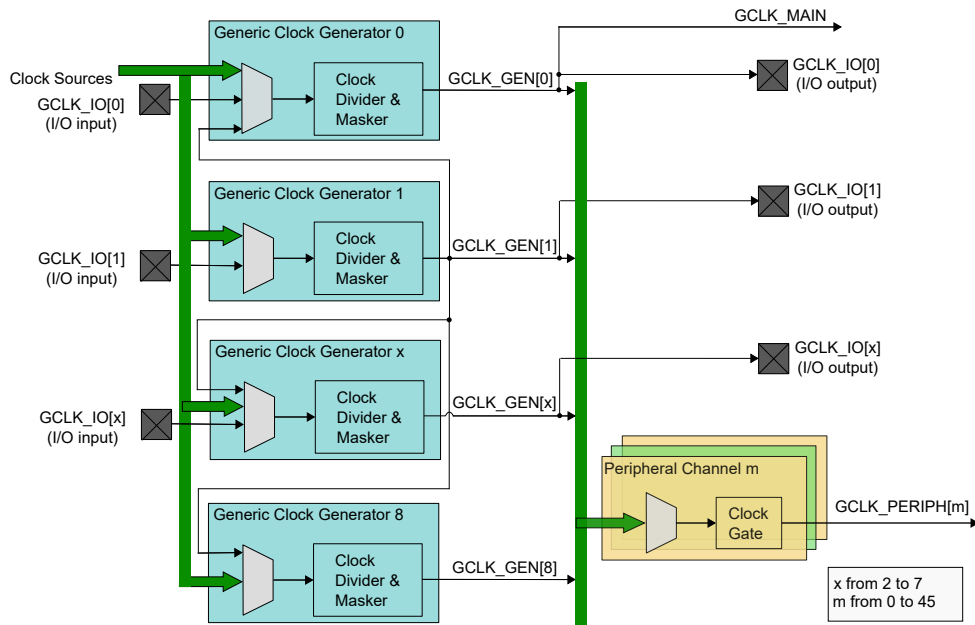 Generic Clock Generator 0
GCLK_MAIN
Clock Sources
GCLK_IO[0]
(I/O input)
Clock
Divider &
Masker
GCLK_GEN[0]
GCLK_IO[0]
(I/O output)
Generic Clock Generator 1
GCLK_IO[1]
(I/O input)
Clock
Divider &
Masker
GCLK_GEN[1]
GCLK_IO[1]
(I/O output)
Generic Clock Generator x
GCLK_IO[x]
(I/O input)
Clock
Divider &
Masker
GCLK_GEN[x]
GCLK_IO[x]
(I/O output)
Generic Clock Generator 8
Clock
Divider &
Masker
GCLK_GEN[8]
Peripheral Channel m
Clock
Gate
GCLK_PERIPH[m]
x from 2 to 7
m from 0 to 45